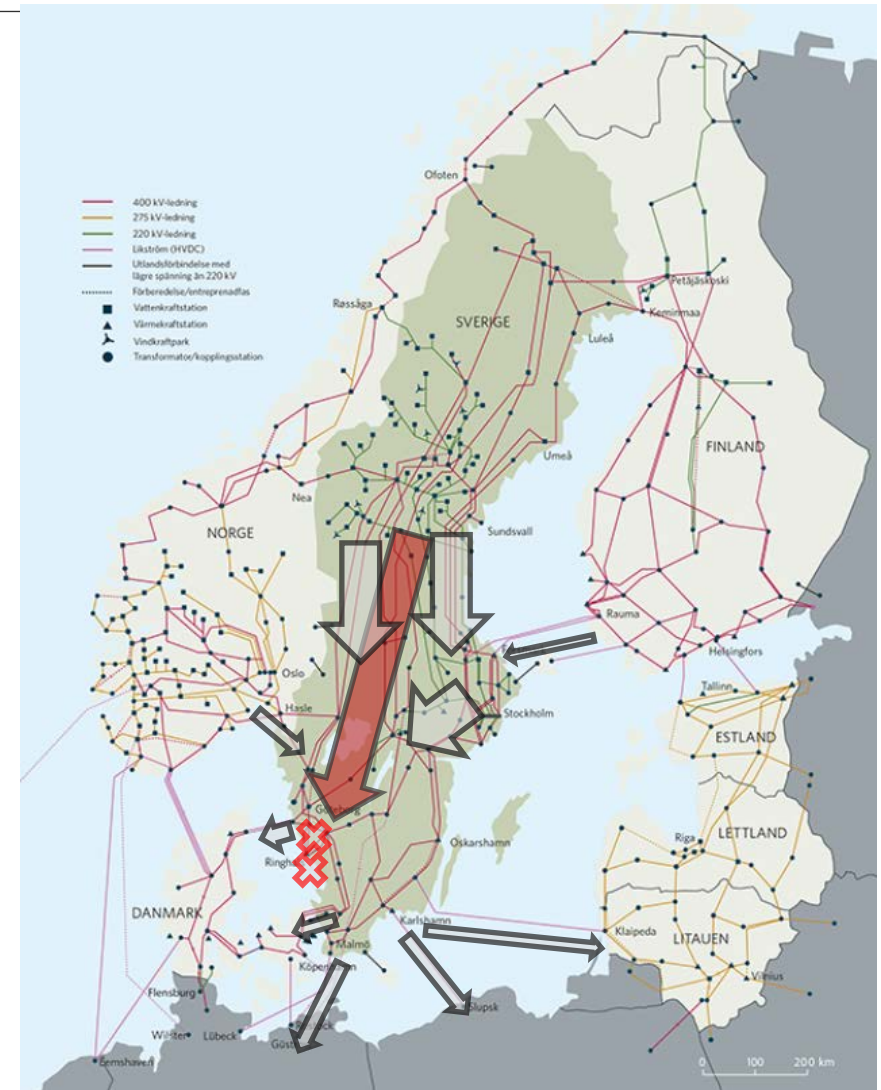 Ofoten
400 kV-ledning
275 kV-ledning
220 kV-ledning
Likström (HVDC)
Utlandsförbindelse med
lägre spänning än 220 kV
Förberedelse/entreprenadfas
Vattenkraftstation
Värmekraftstation
Vindkraftpark
Transformator/kopplingsstation
Petäjäskoski
Røssåga
Keminmaa
SVERIGE
Luleå
FINLAND
Umeå
Nea
Sundsvall
NORGE
Rauma
Helsingfors
Oslo
Tallinn
Hasle
Stockholm
ESTLAND
Göteborg
LETTLAND
Riga
Oskarshamn
DANMARK
Karlshamn
Klaipeda
LITAUEN
Malmö
Vilnius
Flensburg
Slupsk
Lübeck
Eemshaven
0 100 200 km